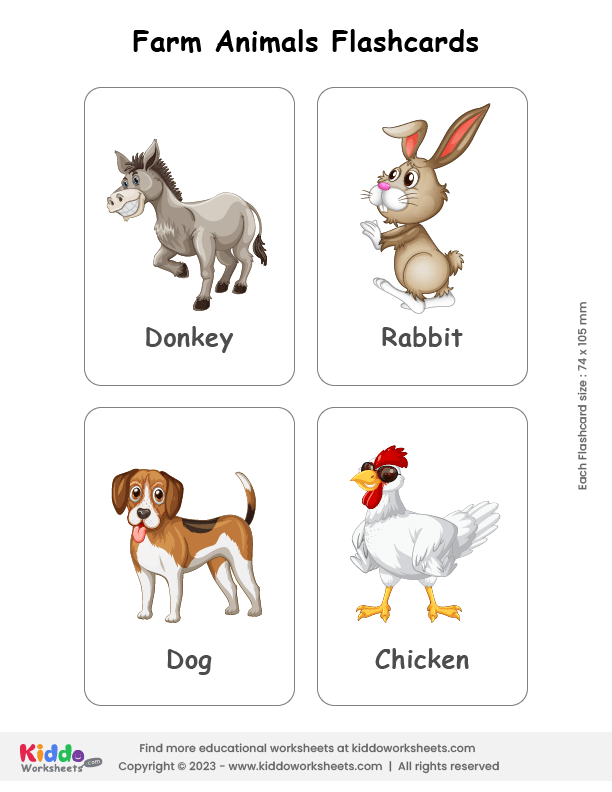 Farm Animals Flashcards
Donkey
Rabbit
Each Flashcard size : 74 x 105 mm
Dog
Chicken
Kiddo
Worksheets.com
Find more educational worksheets at kiddoworksheets.com
Copyright © 2023 - www.kiddoworksheets.com | All rights reserved